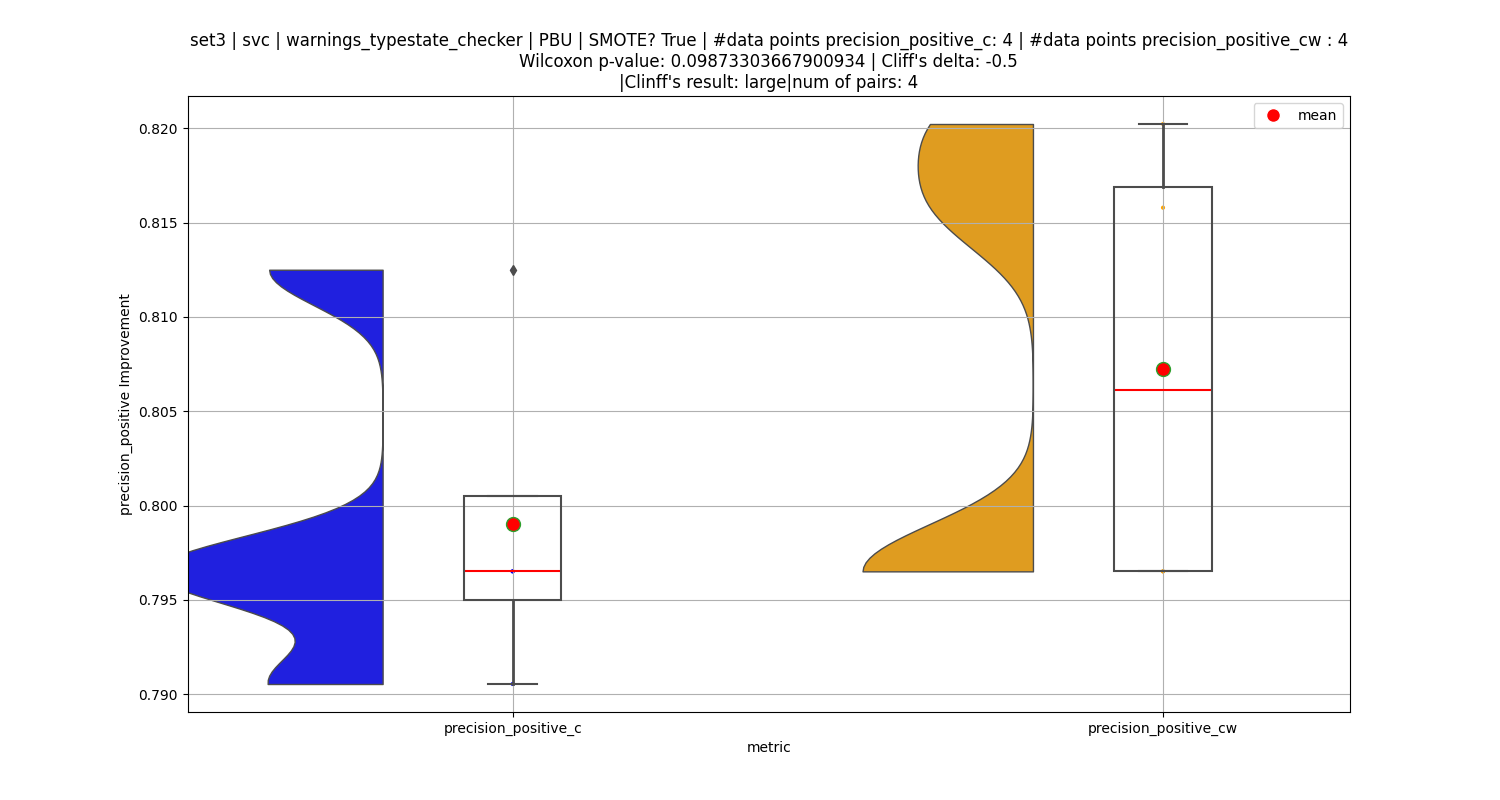 set3 | svc | warnings_typestate_checker | PBU | SMOTE? True | #data points precision_positive_c: 4 | #data points precision_positive_cw : 4
Wilcoxon p-value: 0.09873303667900934 | Cliff's delta: -0.5
|Clinff's result: large|num of pairs: 4
mean
0.820
0.815
0.810
0.805
0.800
0.795
0.790
precision_positive Improvement
precision_positive_c
precision_positive_cw
metric